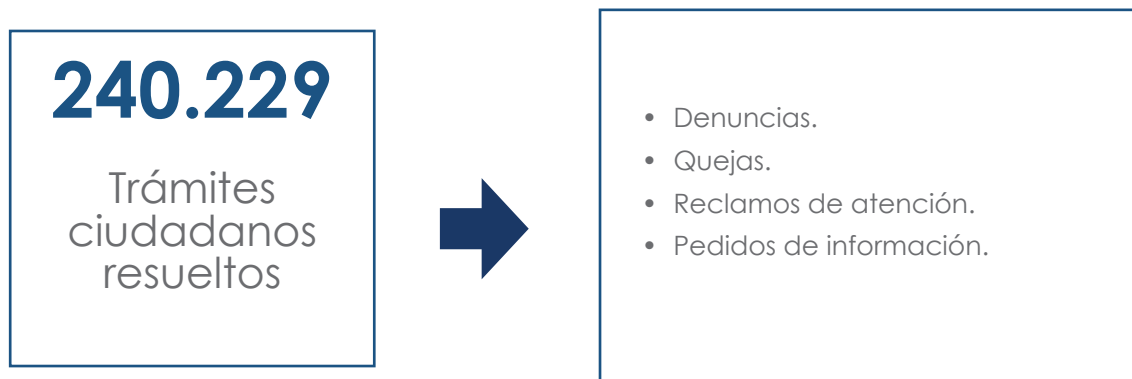 240.229
Trámites
ciudadanos
resueltos
• Denuncias.
• Quejas.
• Reclamos de atención.
• Pedidos de información.